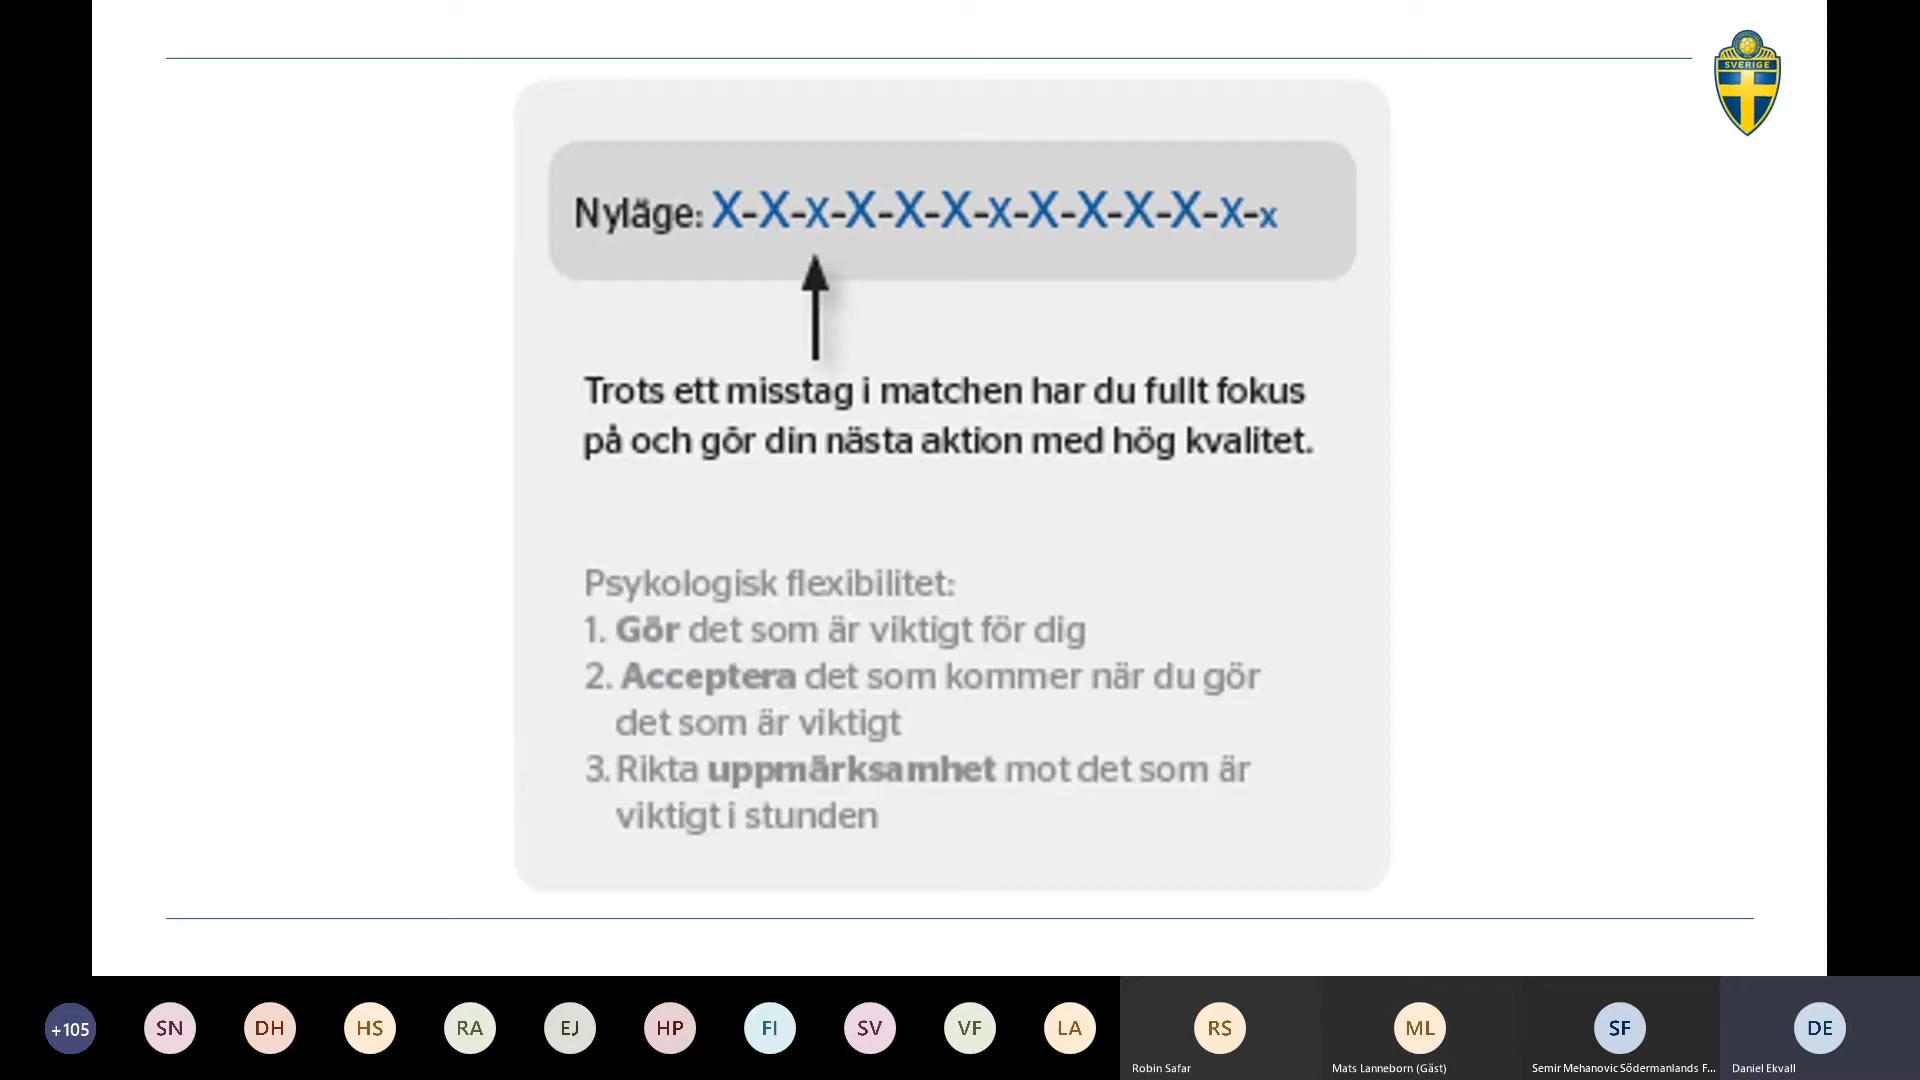 SVERIGE
Nyläge: X-X-x-X-X-X-x-X-X-X-X-X-x
Trots ett misstag i matchen har du fullt fokus
på och gör din nästa aktion med hög kvalitet.
Psykologisk flexibilitet:
1. Gör det som är viktigt för dig
2. Acceptera det som kommer när du gör
det som är viktigt
3. Rikta uppmärksamhet mot det som är
viktigt i stunden
+105 SN DH HS RA EJ HP FI SV VF LA RS ML SF DE
Robin Safar Mats Lanneborn (Gäst) Semir Mehanovic Södermanlands F... Daniel Ekvall